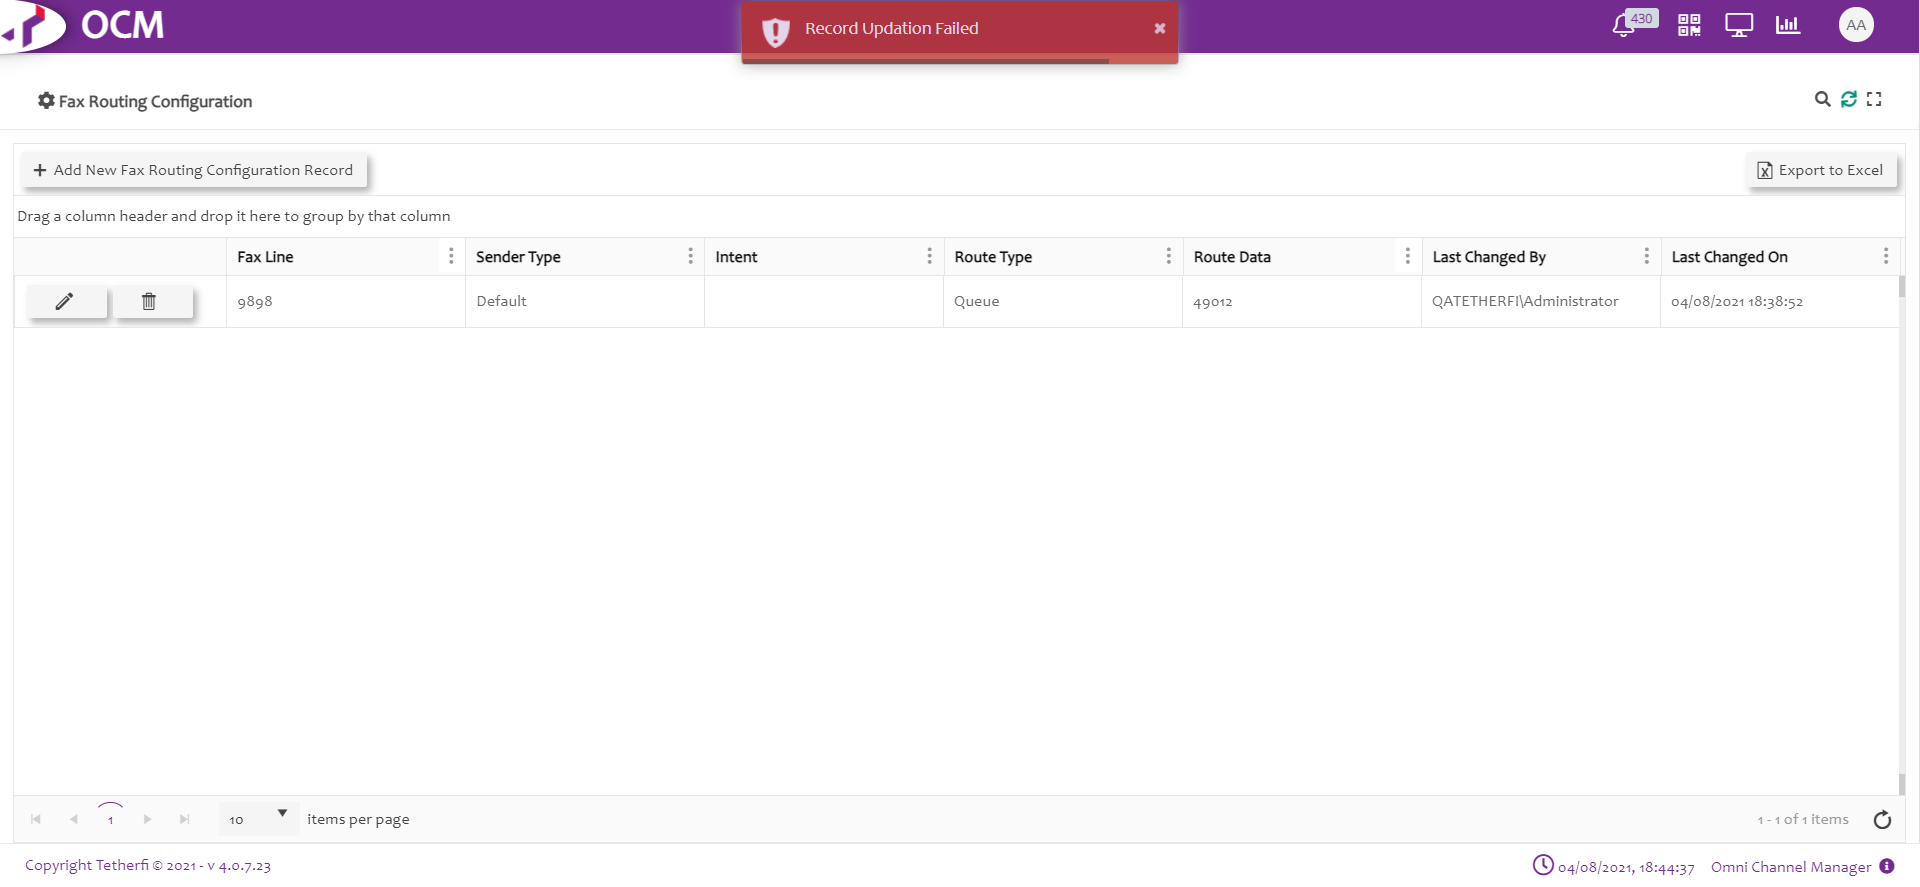 OCM
Record Updation Failed
430
AA
Fax Routing Configuration
Add New Fax Routing Configuration Record
Export to Excel
Drag a column header and drop it here to group by that column
Fax Line Sender Type Intent Route Type Route Data Last Changed By Last Changed On
9898 Default Queue 49012 QATETHERFI\Administrator 04/08/2021 18:38:52
1 10 items per page 1 - 1 of 1 items
Copyright Tetherfi © 2021 - v 4.0.7.23 04/08/2021, 18:44:37 Omni Channel Manager